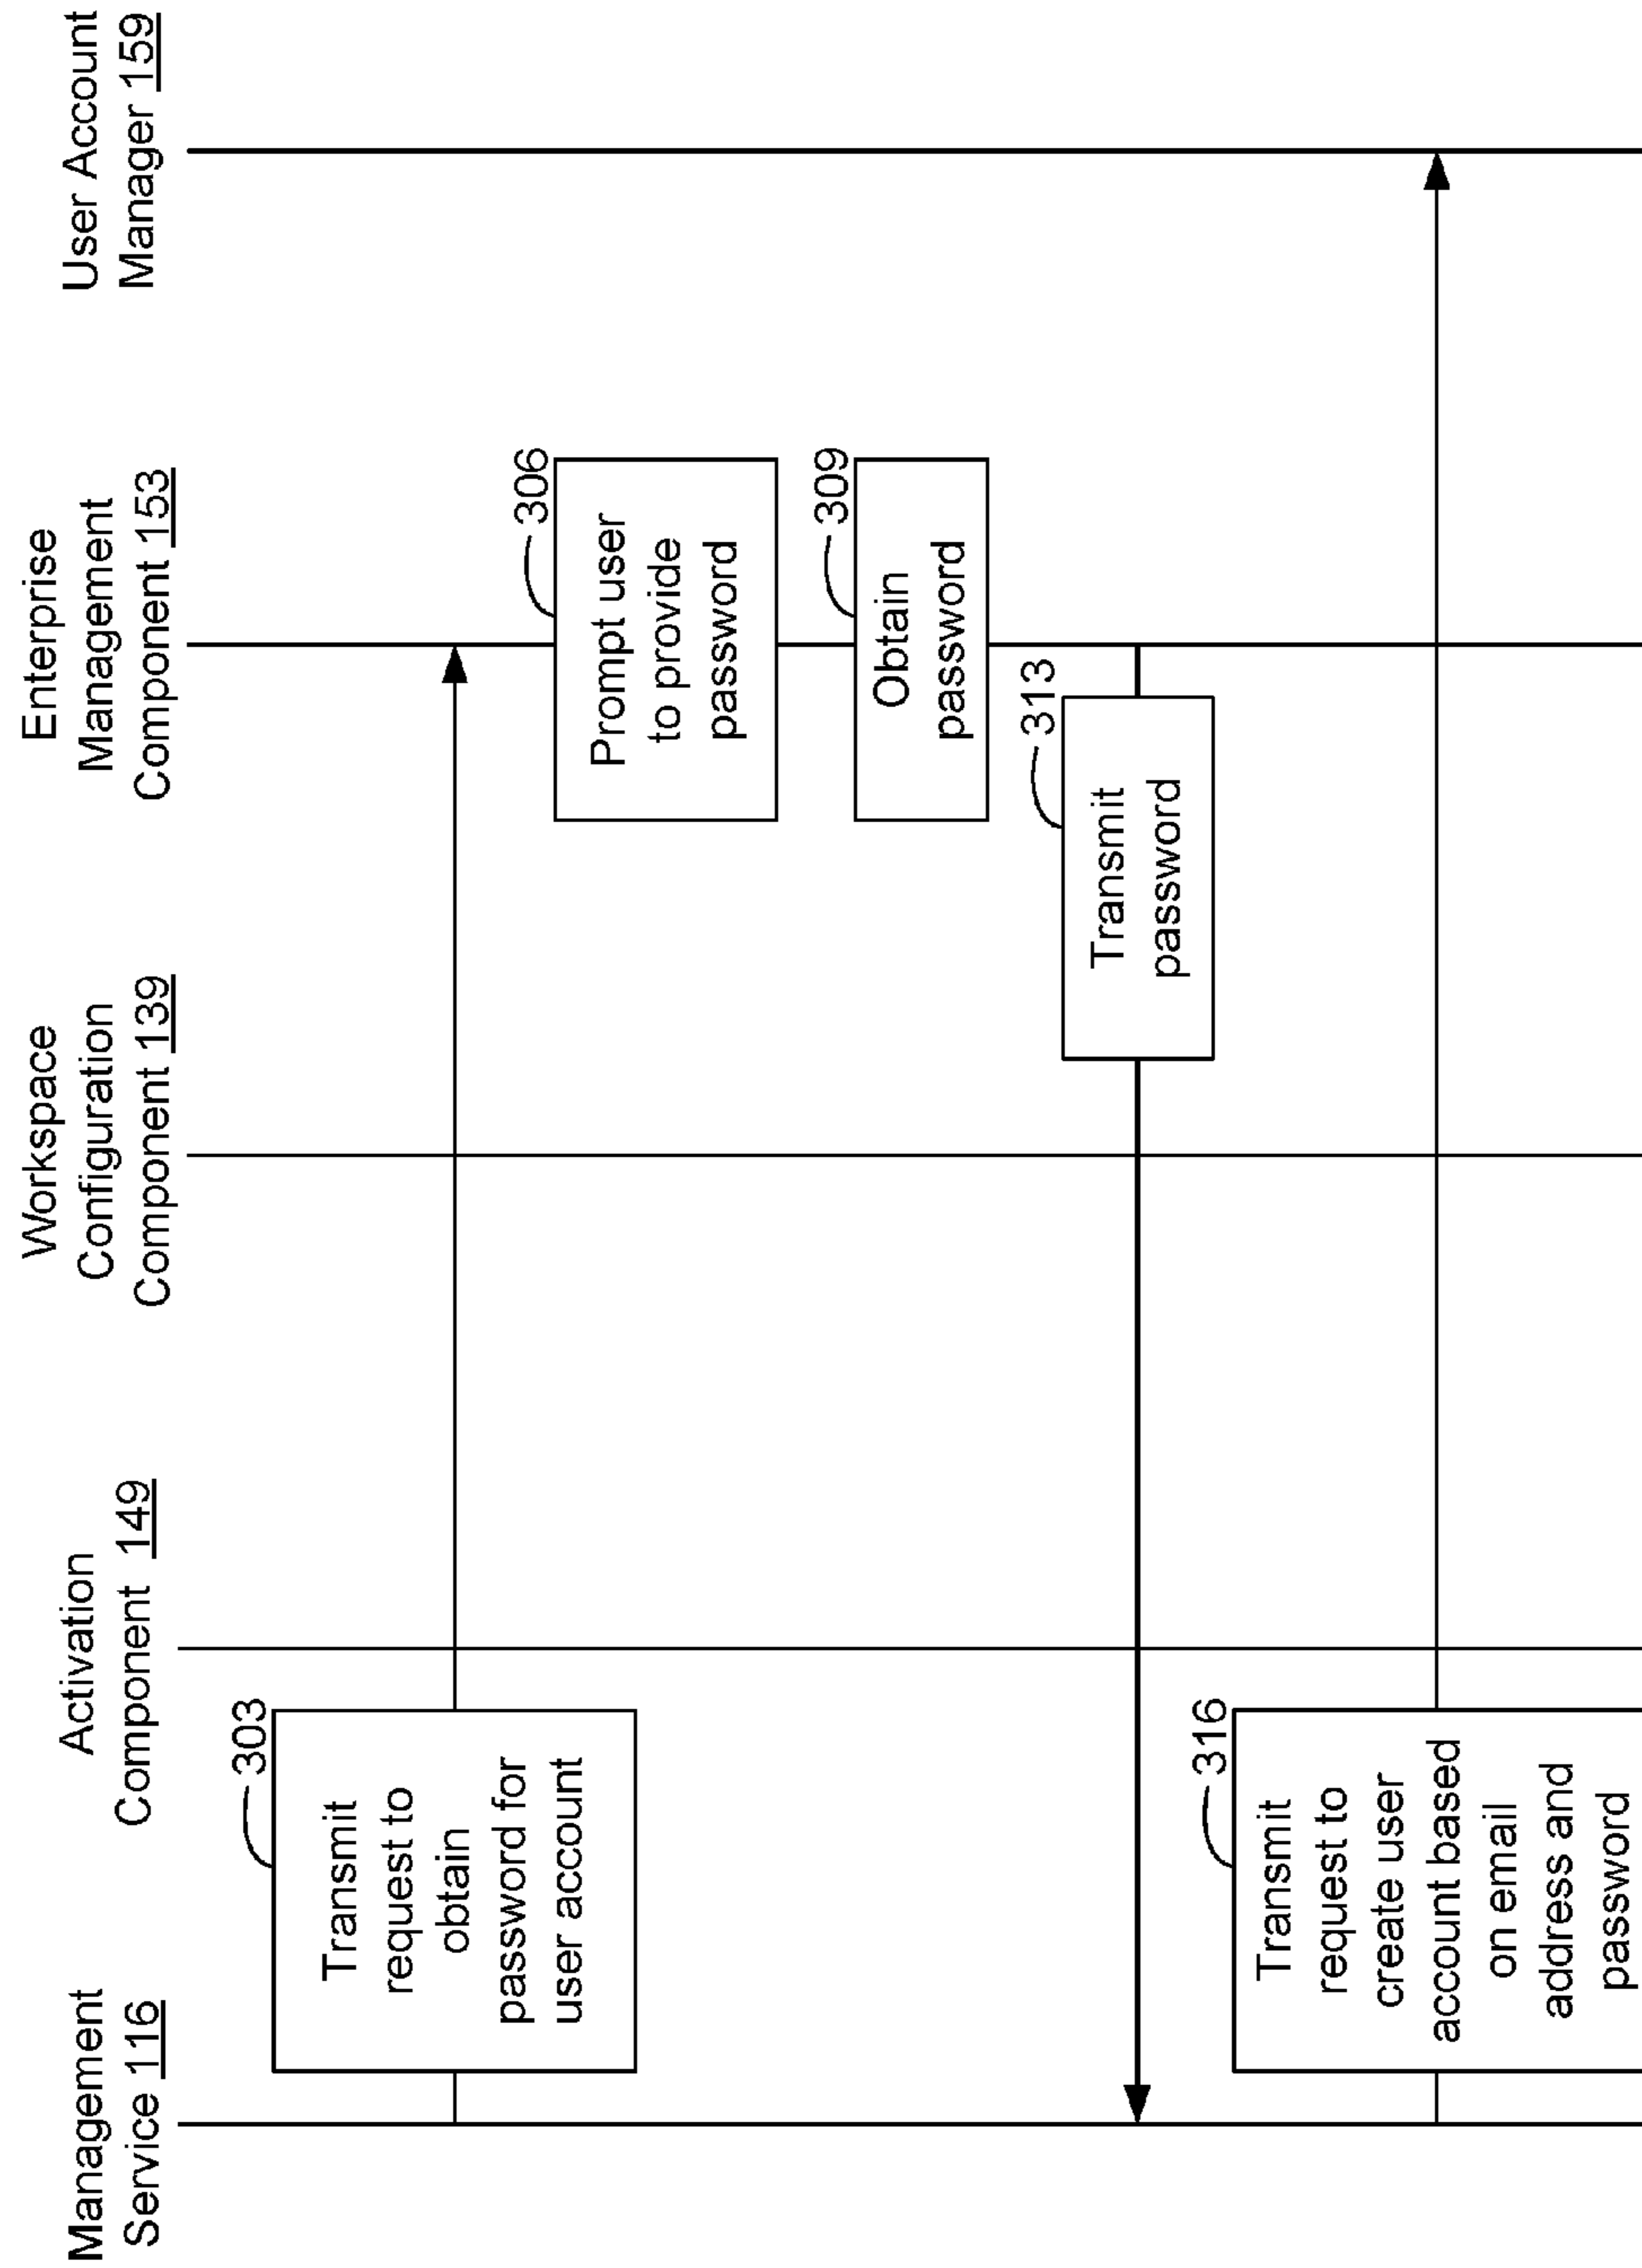 Management
Service 116
Activation
Component 149
Workspace
Configuration
Component 139
Enterprise
Management
Component 153
User Account
Manager 159
303
Transmit
request to
obtain
password for
user account
306
Prompt user
to provide
password
309
Obtain
password
313
Transmit
password
316
Transmit
request to
create user
account based
on email
address and
password